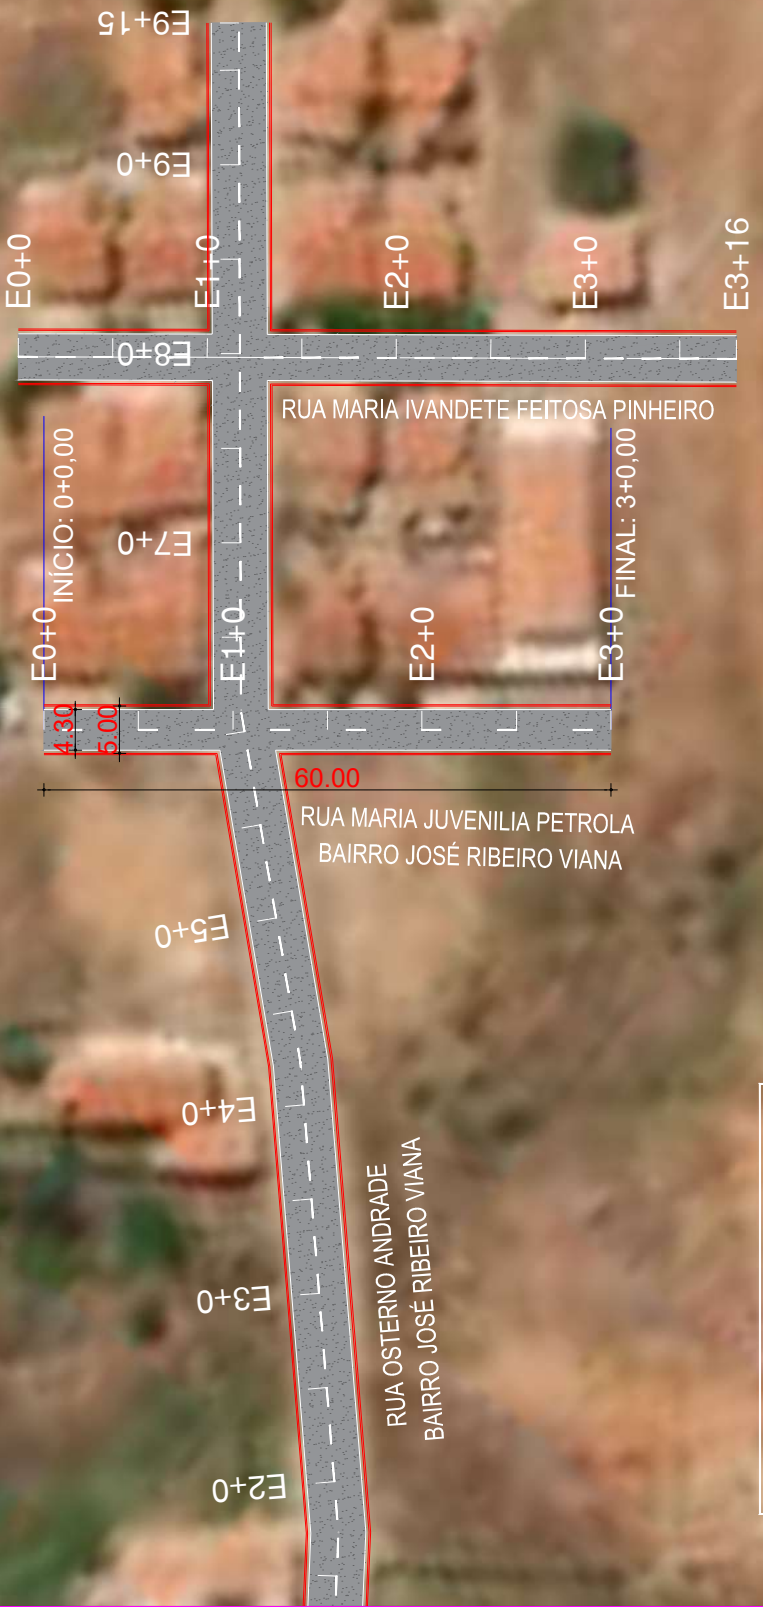 E9+15
E9+0
E0+0
E1+0
E2+0
E3+0
E3+16
E8+0
RUA MARIA IVANDETE FEITOSA PINHEIRO
INÍCIO: 0+0,00
FINAL: 3+0,00
E7+0
E0+0
E1+0
E2+0
E3+0
4.30
5.00
60.00
RUA MARIA JUVENILIA PETROLA
BAIRRO JOSÉ RIBEIRO VIANA
E5+0
E4+0
E3+0
RUA OSTERNO ANDRADE
BAIRRO JOSÉ RIBEIRO VIANA
E2+0